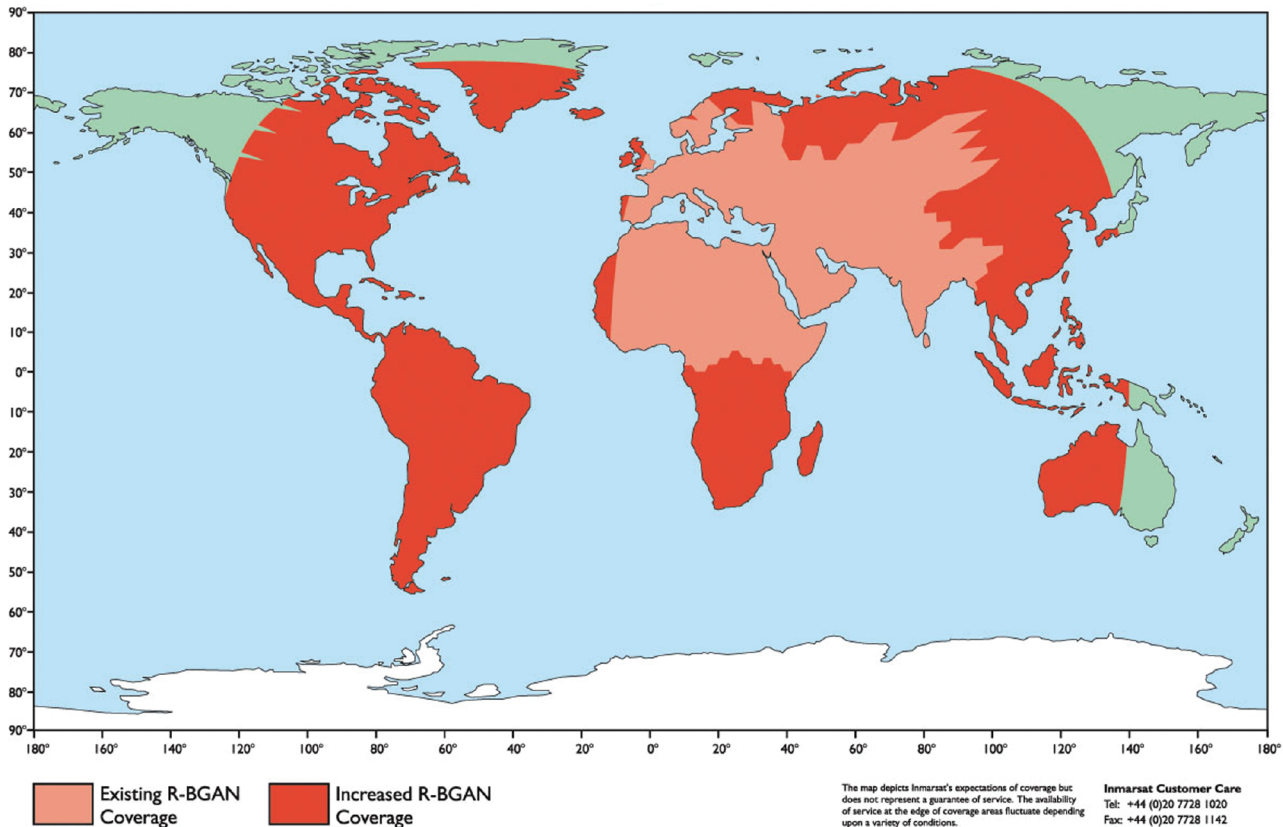 90°
80°
70°
60°
50°
40°
30°
20°
10°
0°
10°
20°
30°
40°
50°
60°
70°
80°
90°
180° 160° 140° 120° 100° 80° 60° 40° 20° 0° 20° 40° 60° 80° 100° 120° 140° 160° 180°
Existing R-BGAN
Coverage
Increased R-BGAN
Coverage
The map depicts Inmarsat's expectations of coverage but
does not represent a guarantee of service. The availability
of service at the edge of coverage areas fluctuate depending
upon a variety of conditions.
Inmarsat Customer Care
Tel: +44 (0)20 7728 1020
Fax: +44 (0)20 7728 1142